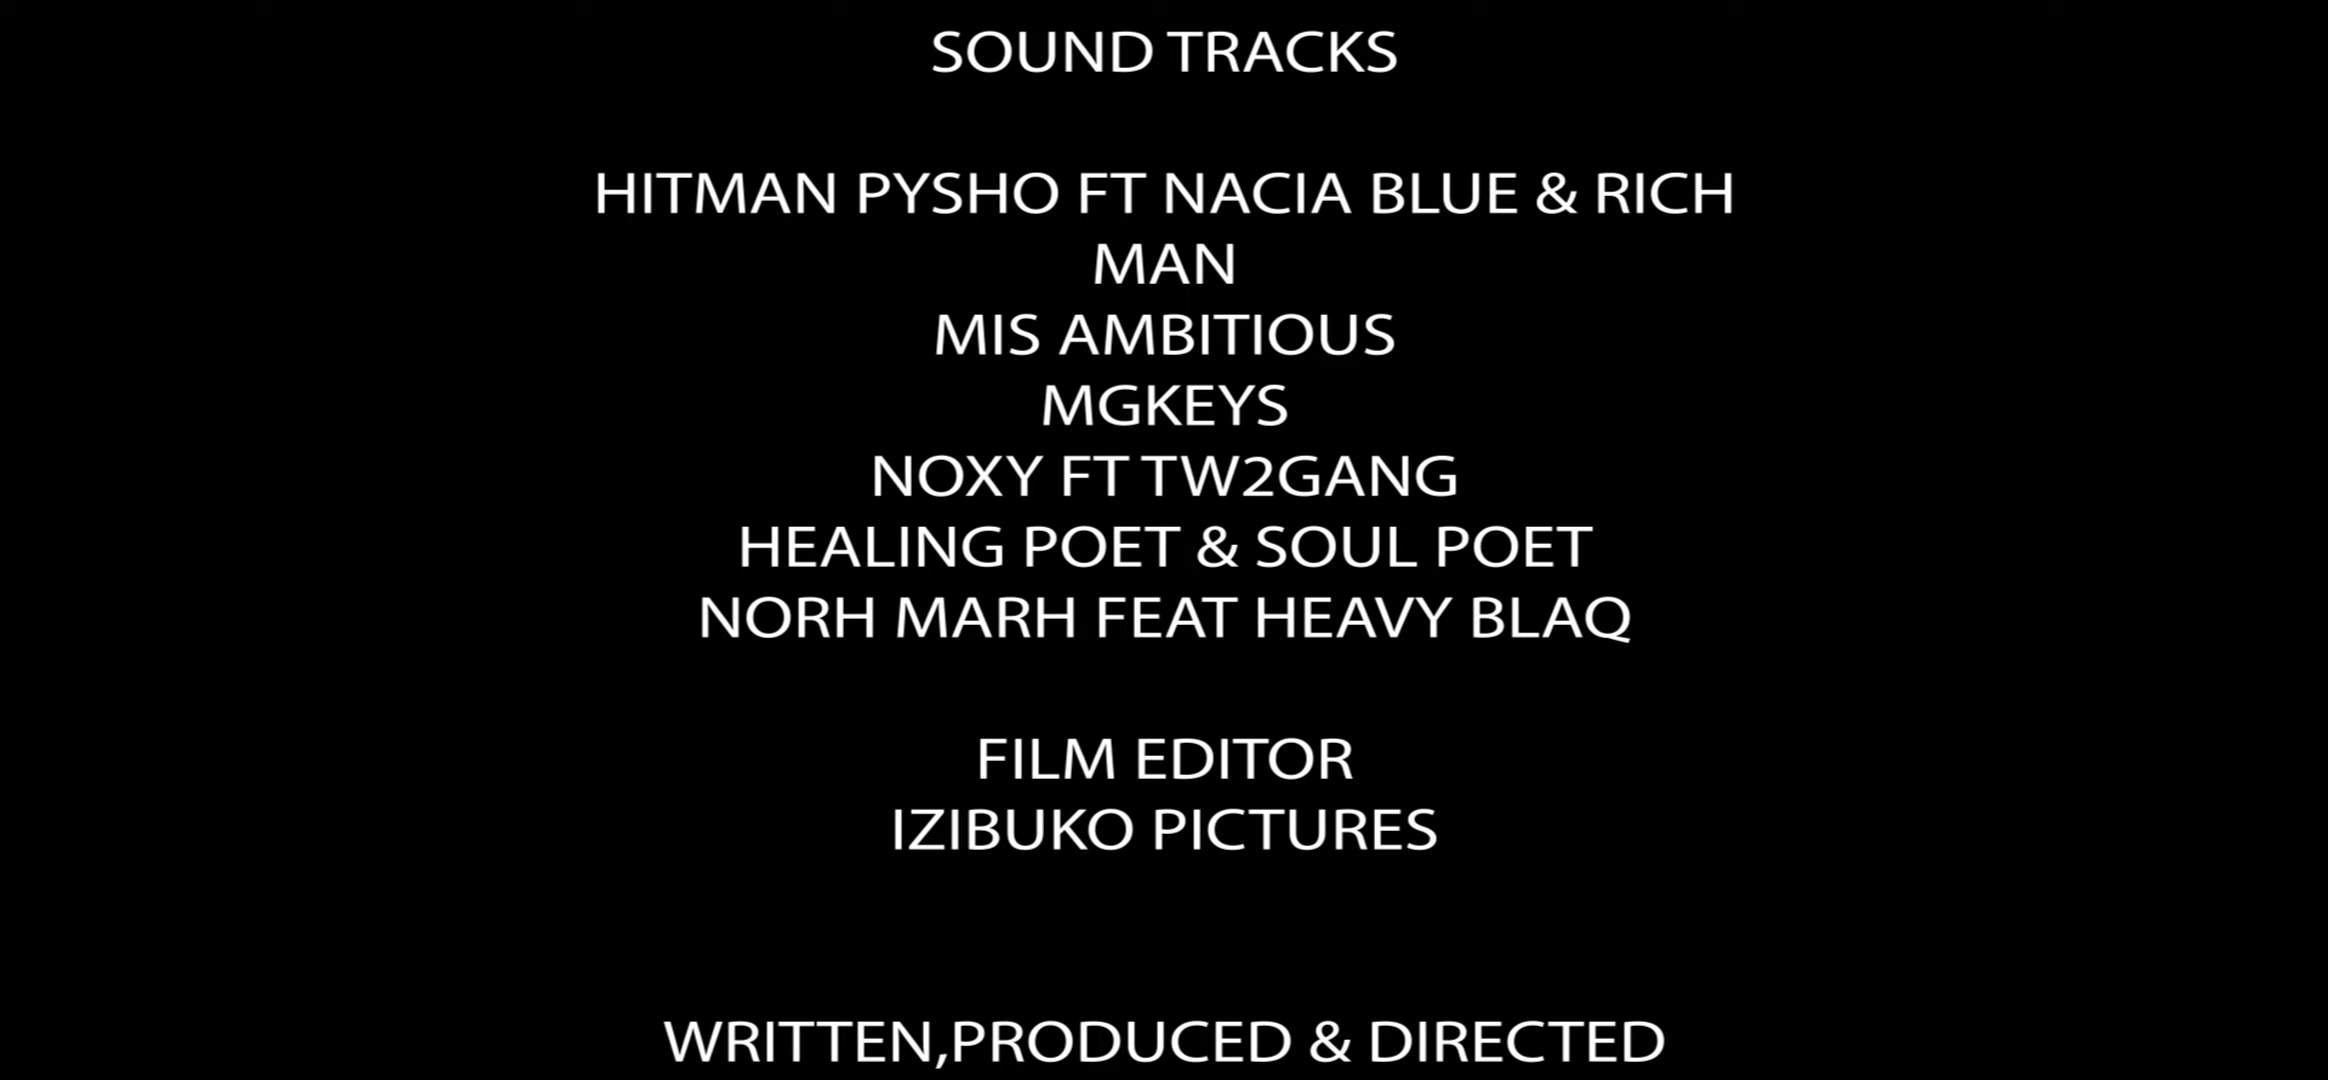 SOUND TRACKS
HITMAN PYSHO FT NACIA BLUE & RICH
MAN
MIS AMBITIOUS
MGKEYS
NOXY FT TW2GANG
HEALING POET & SOUL POET
NORH MARH FEAT HEAVY BLAQ
FILM EDITOR
IZIBUKO PICTURES
WRITTEN,PRODUCED & DIRECTED